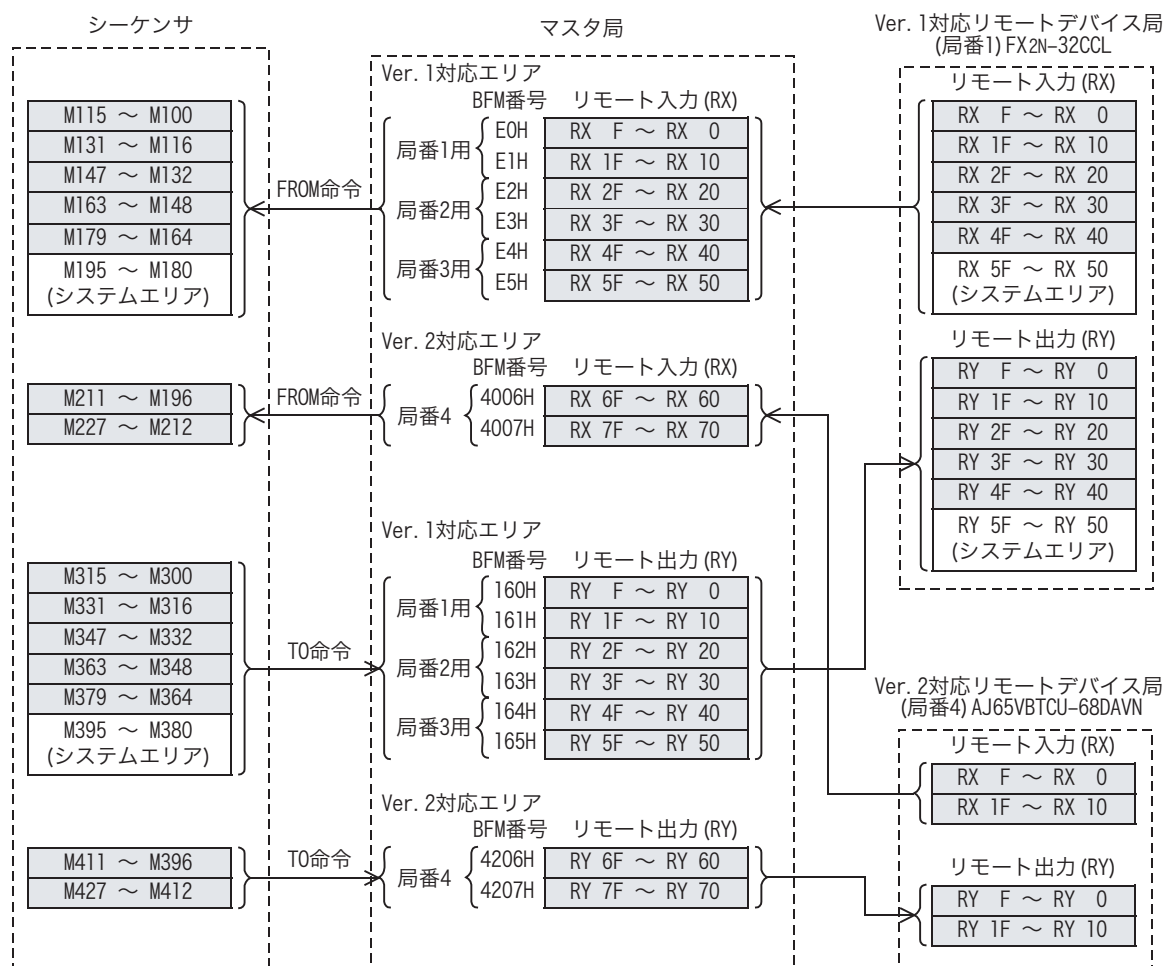 シーケンサ
M115 ～ M100
M131 ～ M116
M147 ～ M132
M163 ～ M148
M179 ～ M164
M195 ～ M180
(システムエリア)
FROM命令
M211 ～ M196
M227 ～ M212
FROM命令
M315 ～ M300
M331 ～ M316
M347 ～ M332
M363 ～ M348
M379 ～ M364
M395 ～ M380
(システムエリア)
TO命令
M411 ～ M396
M427 ～ M412
TO命令
マスタ局
Ver. 1対応エリア
BFM番号 リモート入力(RX)
局番1用
E0H RX F ～ RX 0
E1H RX 1F ～ RX 10
局番2用
E2H RX 2F ～ RX 20
E3H RX 3F ～ RX 30
局番3用
E4H RX 4F ～ RX 40
E5H RX 5F ～ RX 50
Ver. 2対応エリア
BFM番号 リモート入力(RX)
局番4
4006H RX 6F ～ RX 60
4007H RX 7F ～ RX 70
Ver. 1対応エリア
BFM番号 リモート出力(RY)
局番1用
160H RY F ～ RY 0
161H RY 1F ～ RY 10
局番2用
162H RY 2F ～ RY 20
163H RY 3F ～ RY 30
局番3用
164H RY 4F ～ RY 40
165H RY 5F ～ RY 50
Ver. 2対応エリア
BFM番号 リモート出力(RY)
局番4
4206H RY 6F ～ RY 60
4207H RY 7F ～ RY 70
Ver. 1対応リモートデバイス局
(局番1) FX2N-32CCL
リモート入力(RX)
RX F ～ RX 0
RX 1F ～ RX 10
RX 2F ～ RX 20
RX 3F ～ RX 30
RX 4F ～ RX 40
RX 5F ～ RX 50
(システムエリア)
リモート出力(RY)
RY F ～ RY 0
RY 1F ～ RY 10
RY 2F ～ RY 20
RY 3F ～ RY 30
RY 4F ～ RY 40
RY 5F ～ RY 50
(システムエリア)
Ver. 2対応リモートデバイス局
(局番4) AJ65VBTCU-68DAVN
リモート入力(RX)
RX F ～ RX 0
RX 1F ～ RX 10
リモート出力(RY)
RY F ～ RY 0
RY 1F ～ RY 10